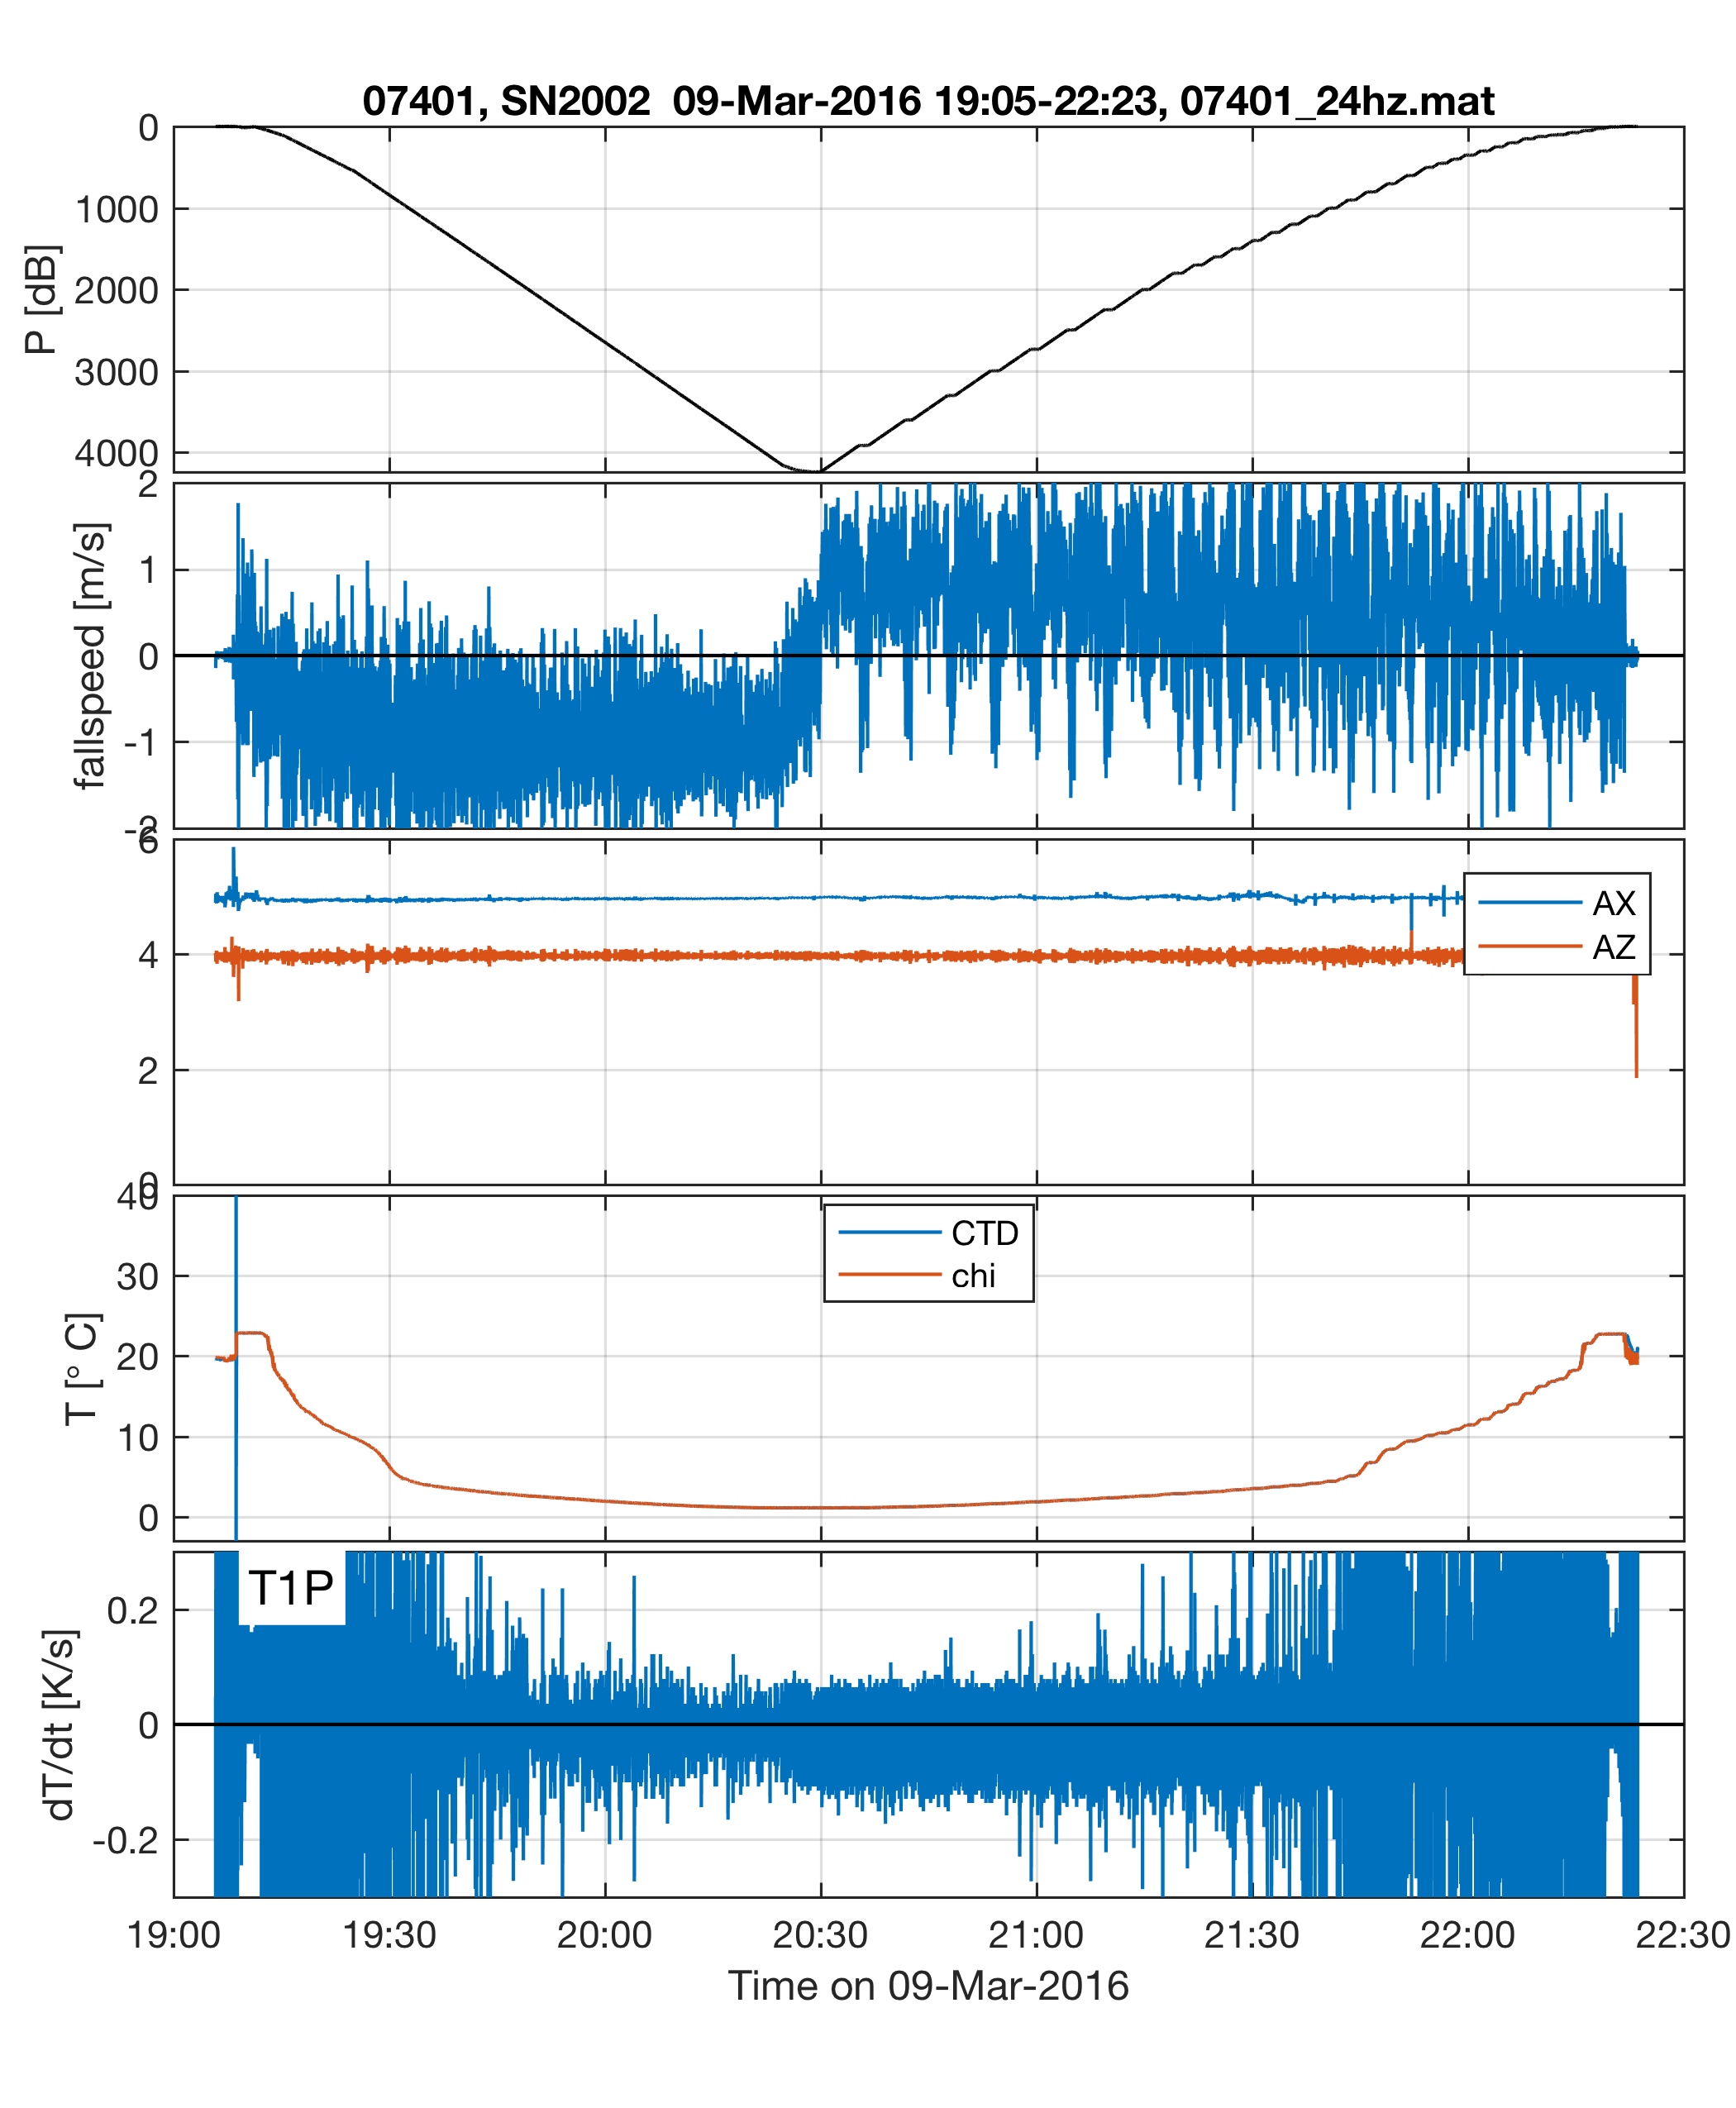 07401, SN2002  09-Mar-2016 19:05-22:23, 07401_24hz.mat
P [dB]
0
1000
2000
3000
4000
fallspeed [m/s]
2
1
0
-1
-2
6
4
2
0
AX
AZ
T [° C]
40
30
20
10
0
CTD
chi
dT/dt [K/s]
T1P
0.2
0
-0.2
19:00 19:30 20:00 20:30 21:00 21:30 22:00 22:30
Time on 09-Mar-2016